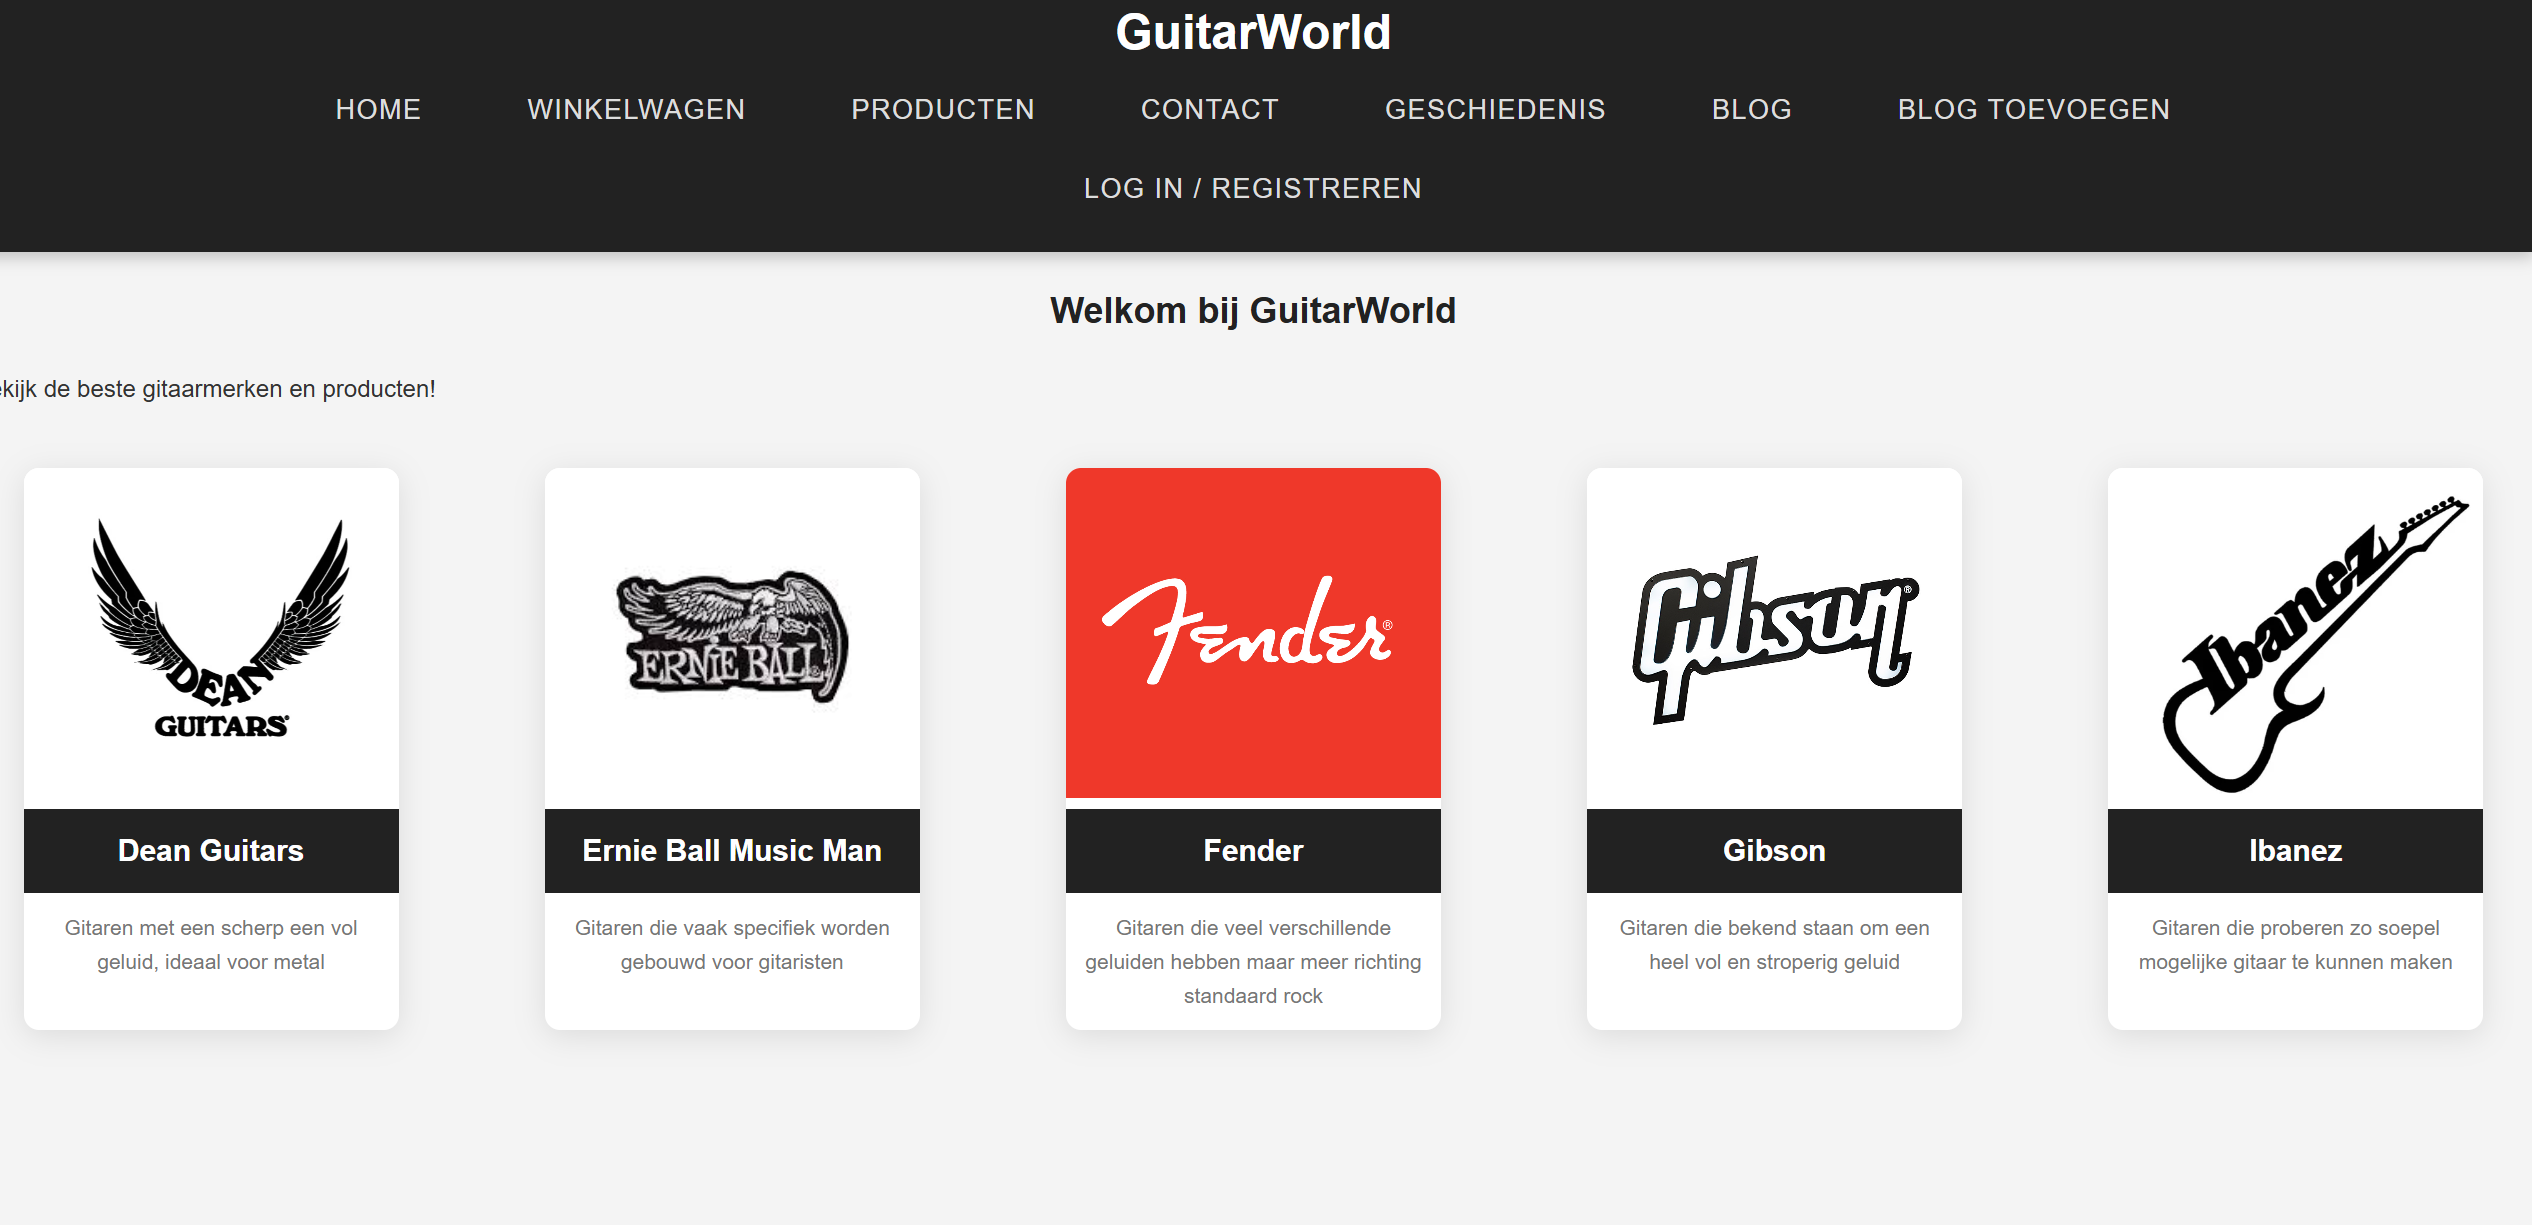 GuitarWorld
HOME WINKELWAGEN PRODUCTEN CONTACT GESCHIEDENIS BLOG BLOG TOEVOEGEN
LOG IN / REGISTREREN
Welkom bij GuitarWorld
ekijk de beste gitaarmerken en producten!
DEAN
GUITARS
ERNIE BALL
Fender
Gibson
Ibanez
Dean Guitars
Gitaren met een scherp een vol
geluid, ideaal voor metal
Ernie Ball Music Man
Gitaren die vaak specifiek worden
gebouwd voor gitaristen
Fender
Gitaren die veel verschillende
geluiden hebben maar meer richting
standaard rock
Gibson
Gitaren die bekend staan om een
heel vol en stroperig geluid
Ibanez
Gitaren die proberen zo soepel
mogelijke gitaar te kunnen maken